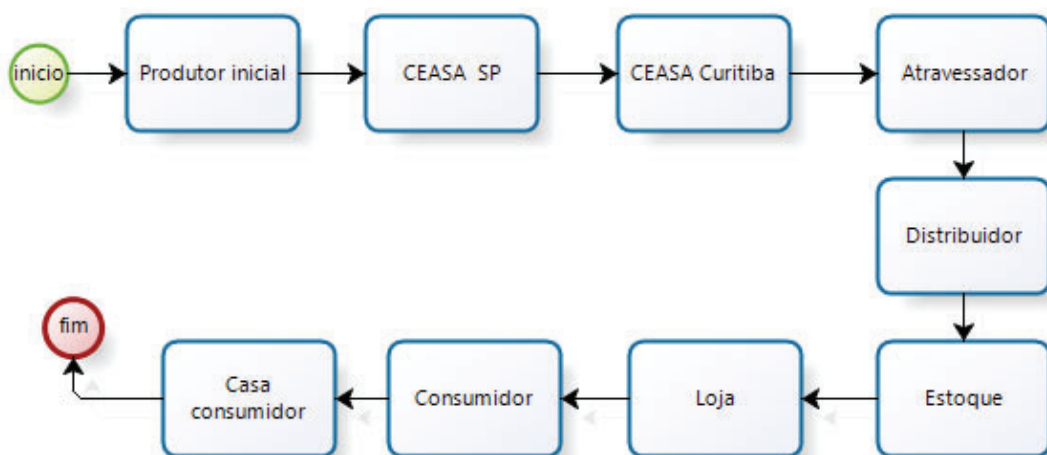 inicio
Produtor inicial
CEASA SP
CEASA Curitiba
Atravessador
Distribuidor
Estoque
Loja
Consumidor
Casa
consumidor
fim